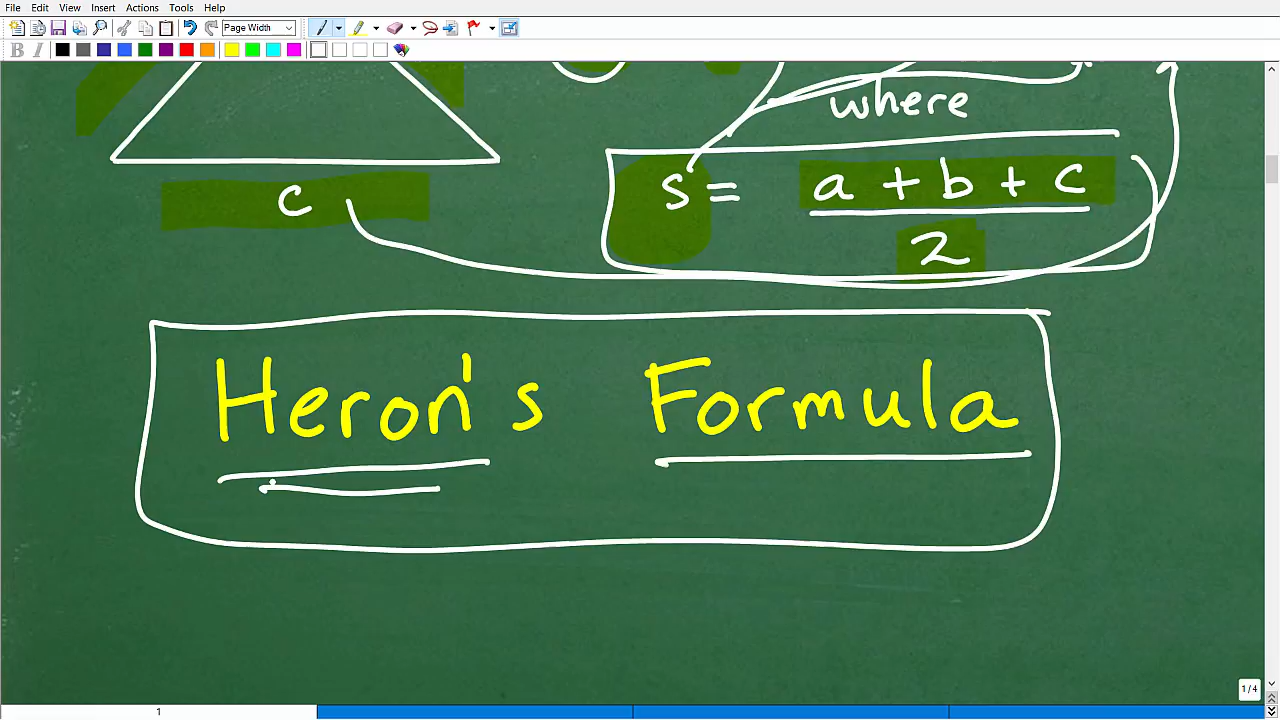 File Edit View Insert Actions Tools Help
Page Width
B I
where
s = a + b + c
2
c
Heron's Formula
1/4
1